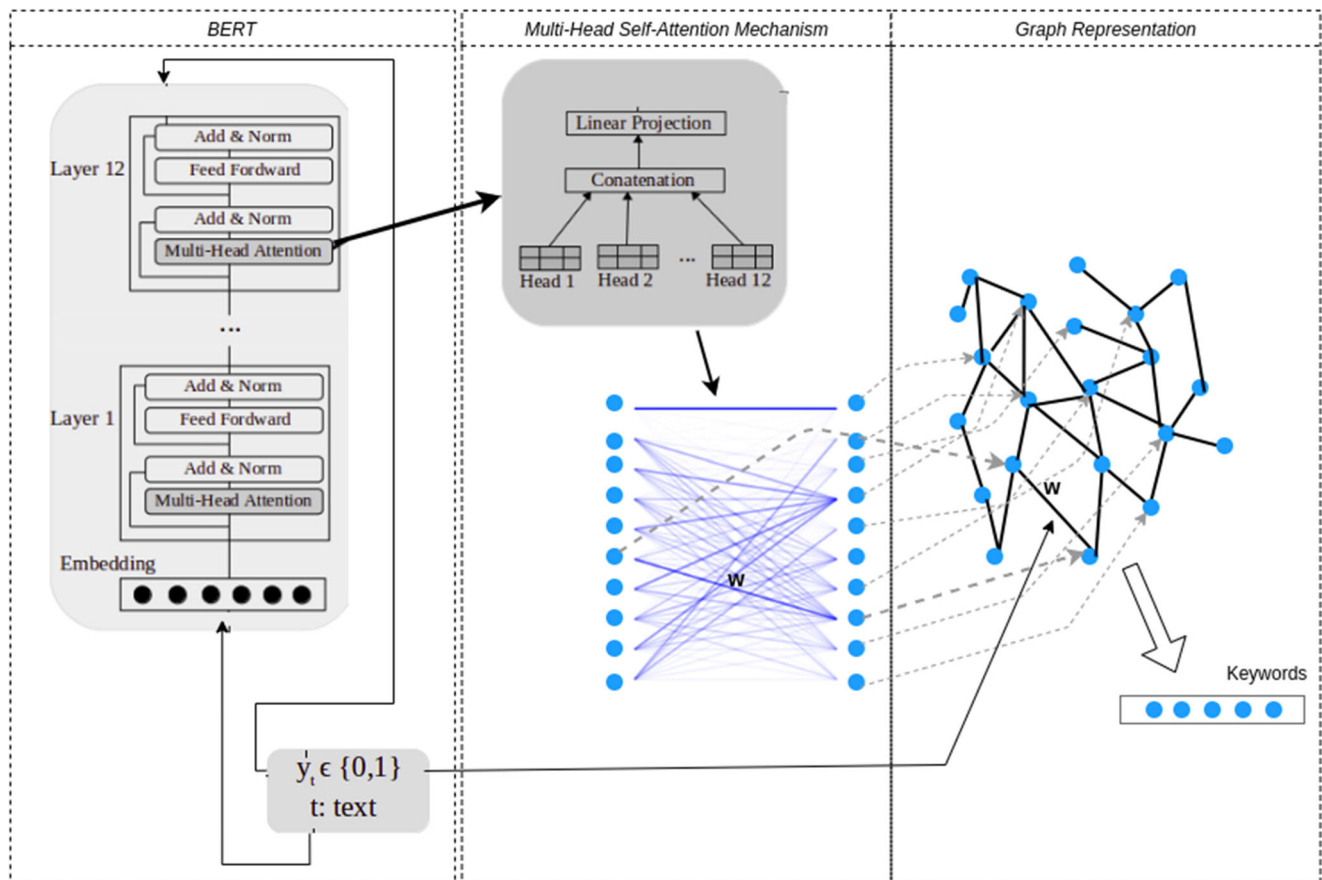 BERT
Multi-Head Self-Attention Mechanism
Graph Representation
Layer 12
Add & Norm
Feed Fordward
Add & Norm
Multi-Head Attention
...
Layer 1
Add & Norm
Feed Fordward
Add & Norm
Multi-Head Attention
Embedding
y_t ϵ {0,1}
t: text
Linear Projection
Conatenation
...
Head 1
Head 2
Head 12
w
w
Keywords